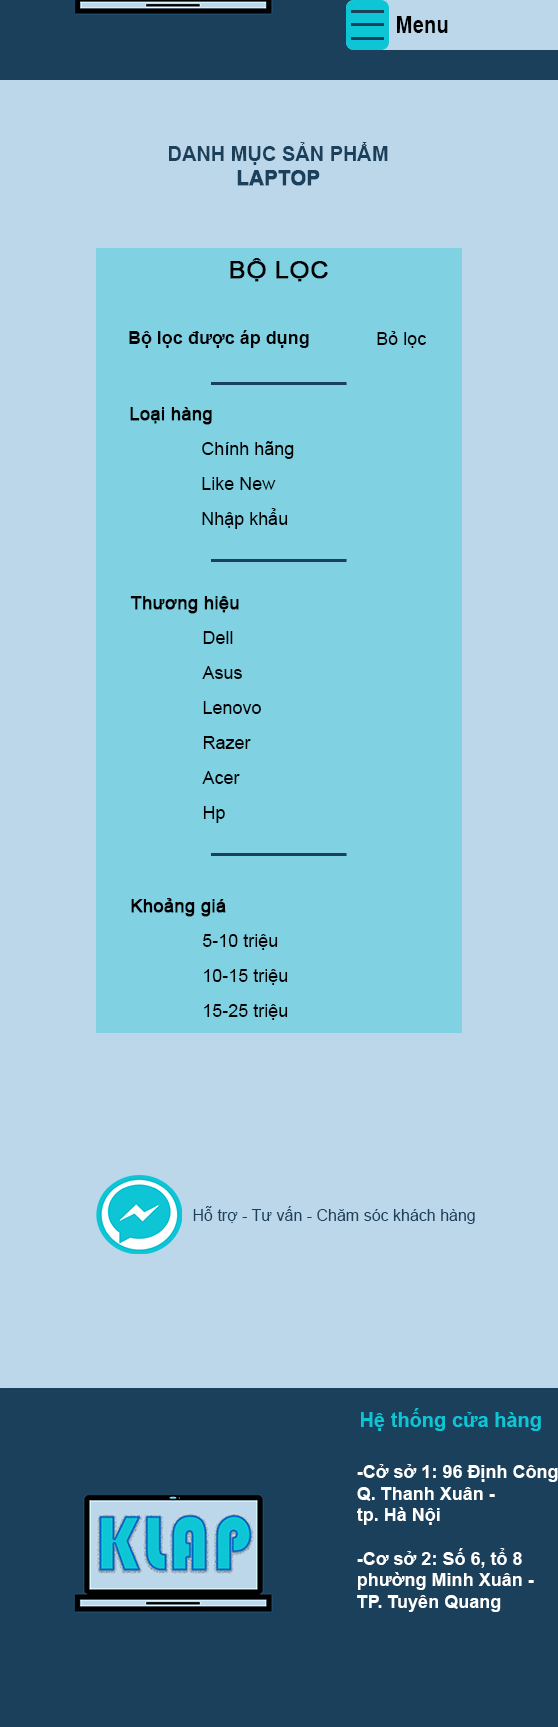 Menu
DANH MỤC SẢN PHẨM
LAPTOP
BỘ LỌC
Bộ lọc được áp dụng Bỏ lọc
Loại hàng
Chính hãng
Like New
Nhập khẩu
Thương hiệu
Dell
Asus
Lenovo
Razer
Acer
Hp
Khoảng giá
5-10 triệu
10-15 triệu
15-25 triệu
Hỗ trợ - Tư vấn - Chăm sóc khách hàng
KLAP
Hệ thống cửa hàng
-Cở sở 1: 96 Định Công
Q. Thanh Xuân -
tp. Hà Nội
-Cơ sở 2: Số 6, tổ 8
phường Minh Xuân -
TP. Tuyên Quang